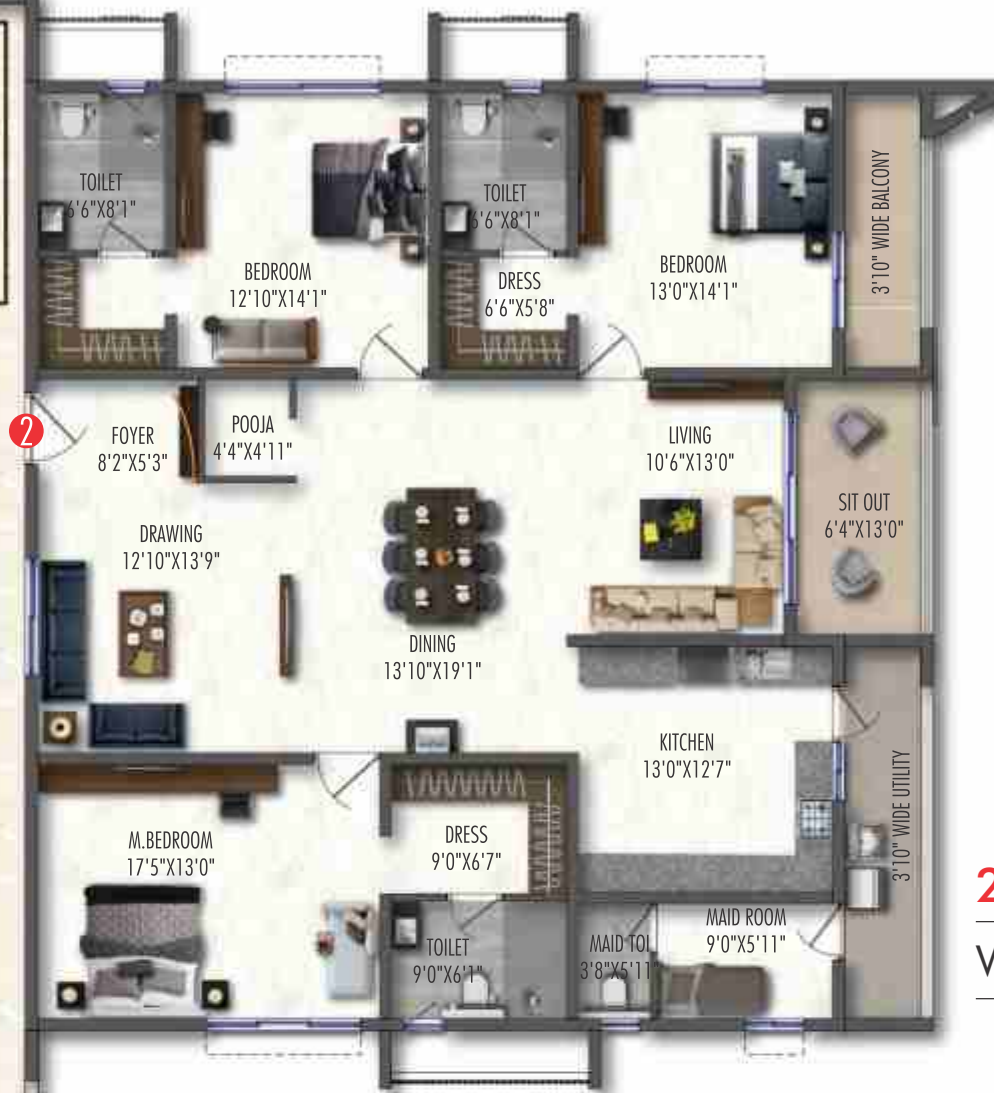 TOILET
6'6"X8'1"
BEDROOM
12'10"X14'1"
TOILET
6'6"X8'1"
DRESS
6'6"X5'8"
BEDROOM
13'0"X14'1"
3'10" WIDE BALCONY
2
FOYER
8'2"X5'3"
POOJA
4'4"X4'11"
LIVING
10'6"X13'0"
SIT OUT
6'4"X13'0"
DRAWING
12'10"X13'9"
DINING
13'10"X19'1"
KITCHEN
13'0"X12'7"
3'10" WIDE UTILITY
M.BEDROOM
17'5"X13'0"
DRESS
9'0"X6'7"
TOILET
9'0"X6'1"
MAID TOI
3'8"X5'11"
MAID ROOM
9'0"X5'11"
2